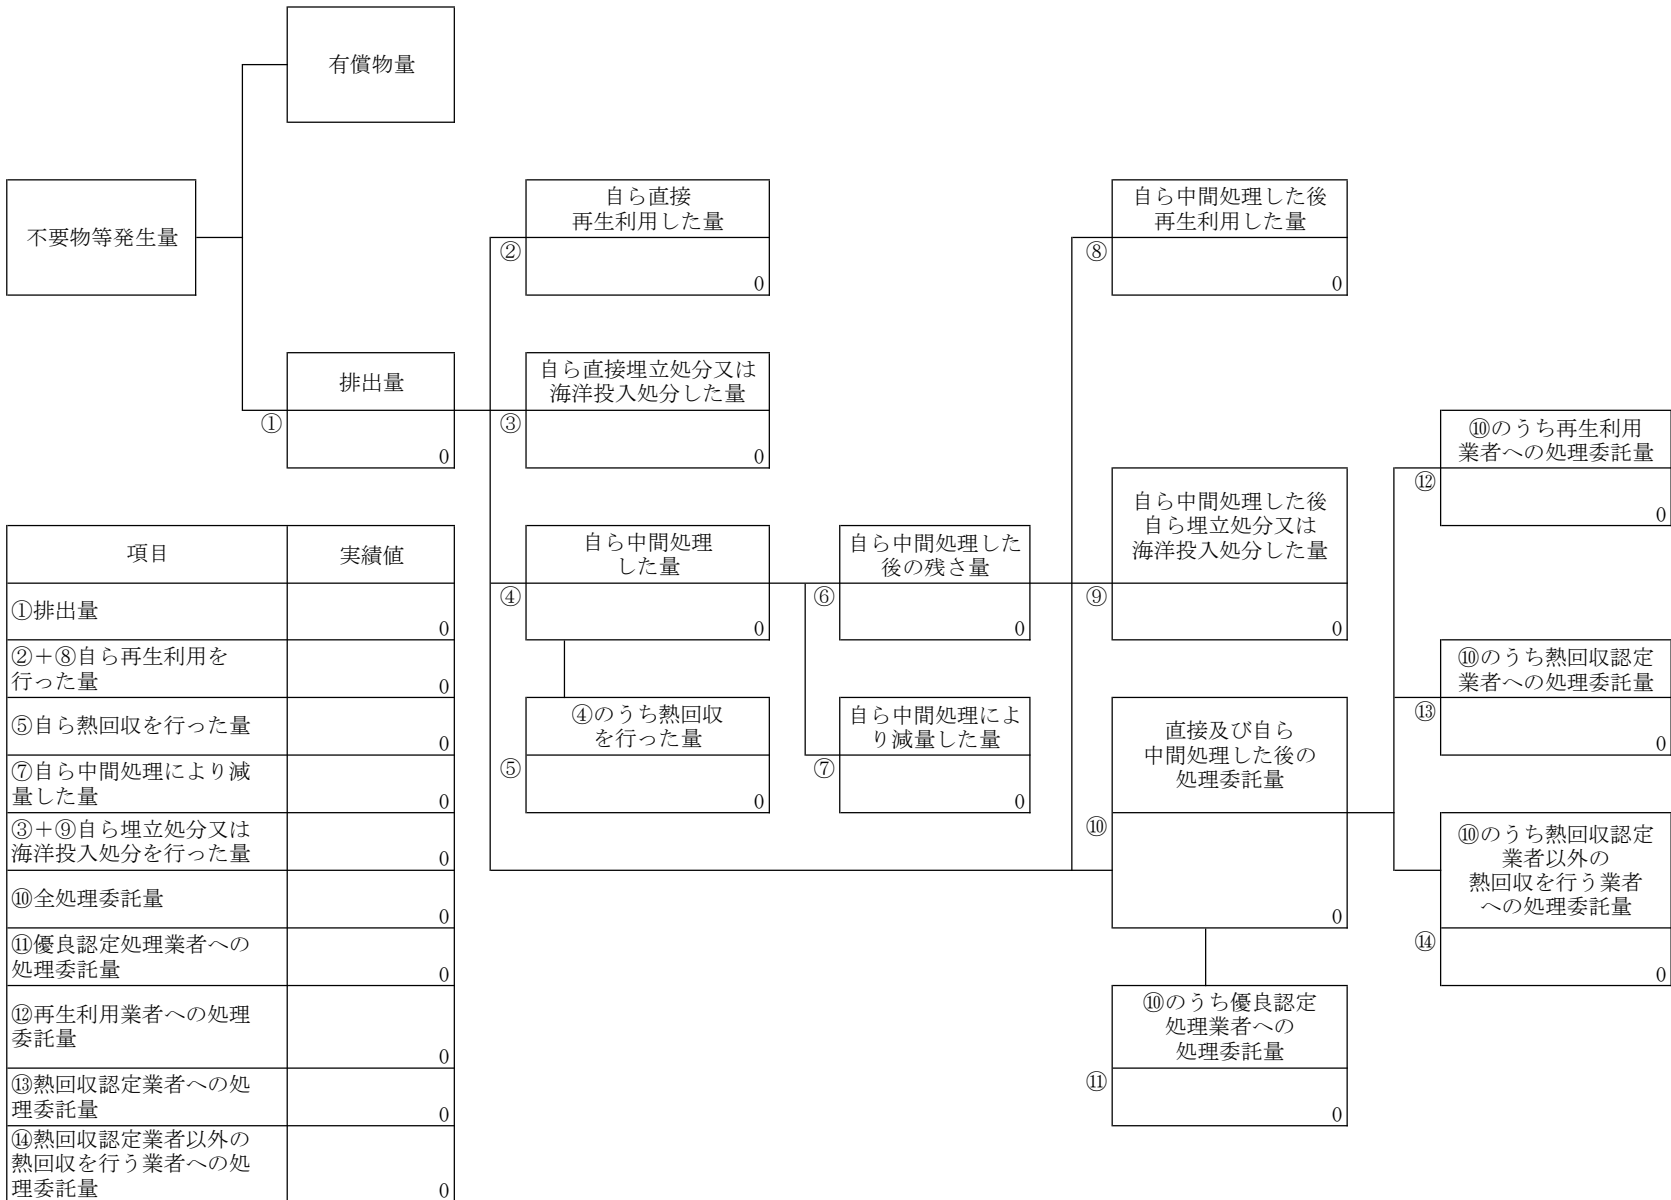 有償物量
不要物等発生量
排出量
①
0
自ら直接
再生利用した量
②
0
自ら直接埋立処分又は
海洋投入処分した量
③
0
自ら中間処理
した量
④
0
④のうち熱回収
を行った量
⑤
0
自ら中間処理した
後の残さ量
⑥
0
自ら中間処理によ
り減量した量
⑦
0
自ら中間処理した後
再生利用した量
⑧
0
自ら中間処理した後
自ら埋立処分又は
海洋投入処分した量
⑨
0
直接及び自ら
中間処理した後の
処理委託量
⑩
0
⑩のうち優良認定
処理業者への
処理委託量
⑪
0
⑩のうち再生利用
業者への処理委託量
⑫
0
⑩のうち熱回収認定
業者への処理委託量
⑬
0
⑩のうち熱回収認定
業者以外の
熱回収を行う業者
への処理委託量
⑭
0
項目 実績値
①排出量
0
②+⑧自ら再生利用を
行った量
0
⑤自ら熱回収を行った量
0
⑦自ら中間処理により減
量した量
0
③+⑨自ら埋立処分又は
海洋投入処分を行った量
0
⑩全処理委託量
0
⑪優良認定処理業者への
処理委託量
0
⑫再生利用業者への処理
委託量
0
⑬熱回収認定業者への処
理委託量
0
⑭熱回収認定業者以外の
熱回収を行う業者への処
理委託量
0